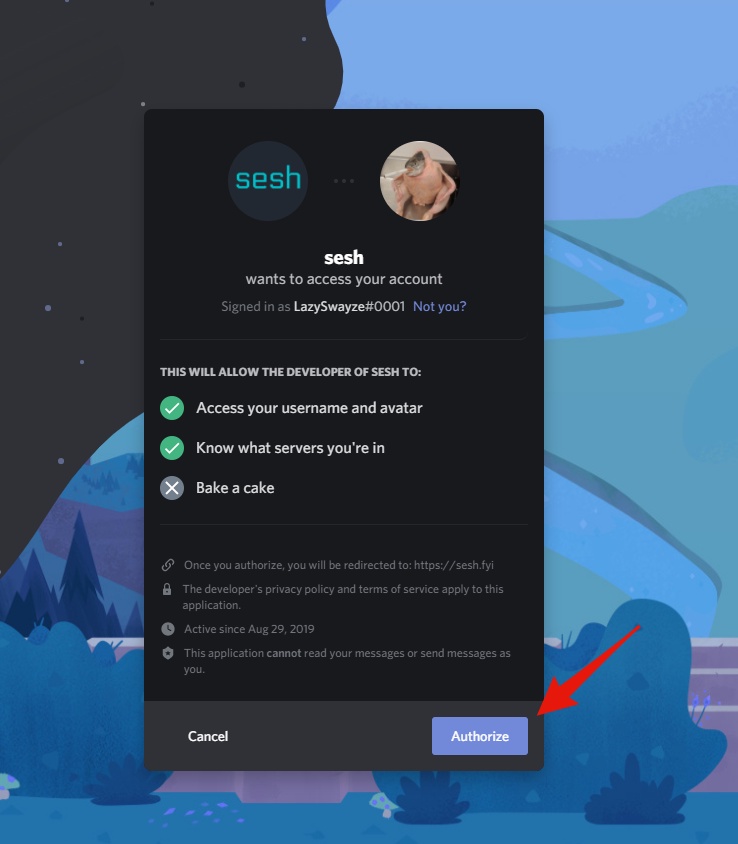 sesh
sesh
wants to access your account
Signed in as LazySwayze#0001 Not you?
THIS WILL ALLOW THE DEVELOPER OF SESH TO:
Access your username and avatar
Know what servers you're in
Bake a cake
Once you authorize, you will be redirected to: https://sesh.fyi
The developer's privacy policy and terms of service apply to this
application.
Active since Aug 29, 2019
This application cannot read your messages or send messages as
you.
Cancel
Authorize